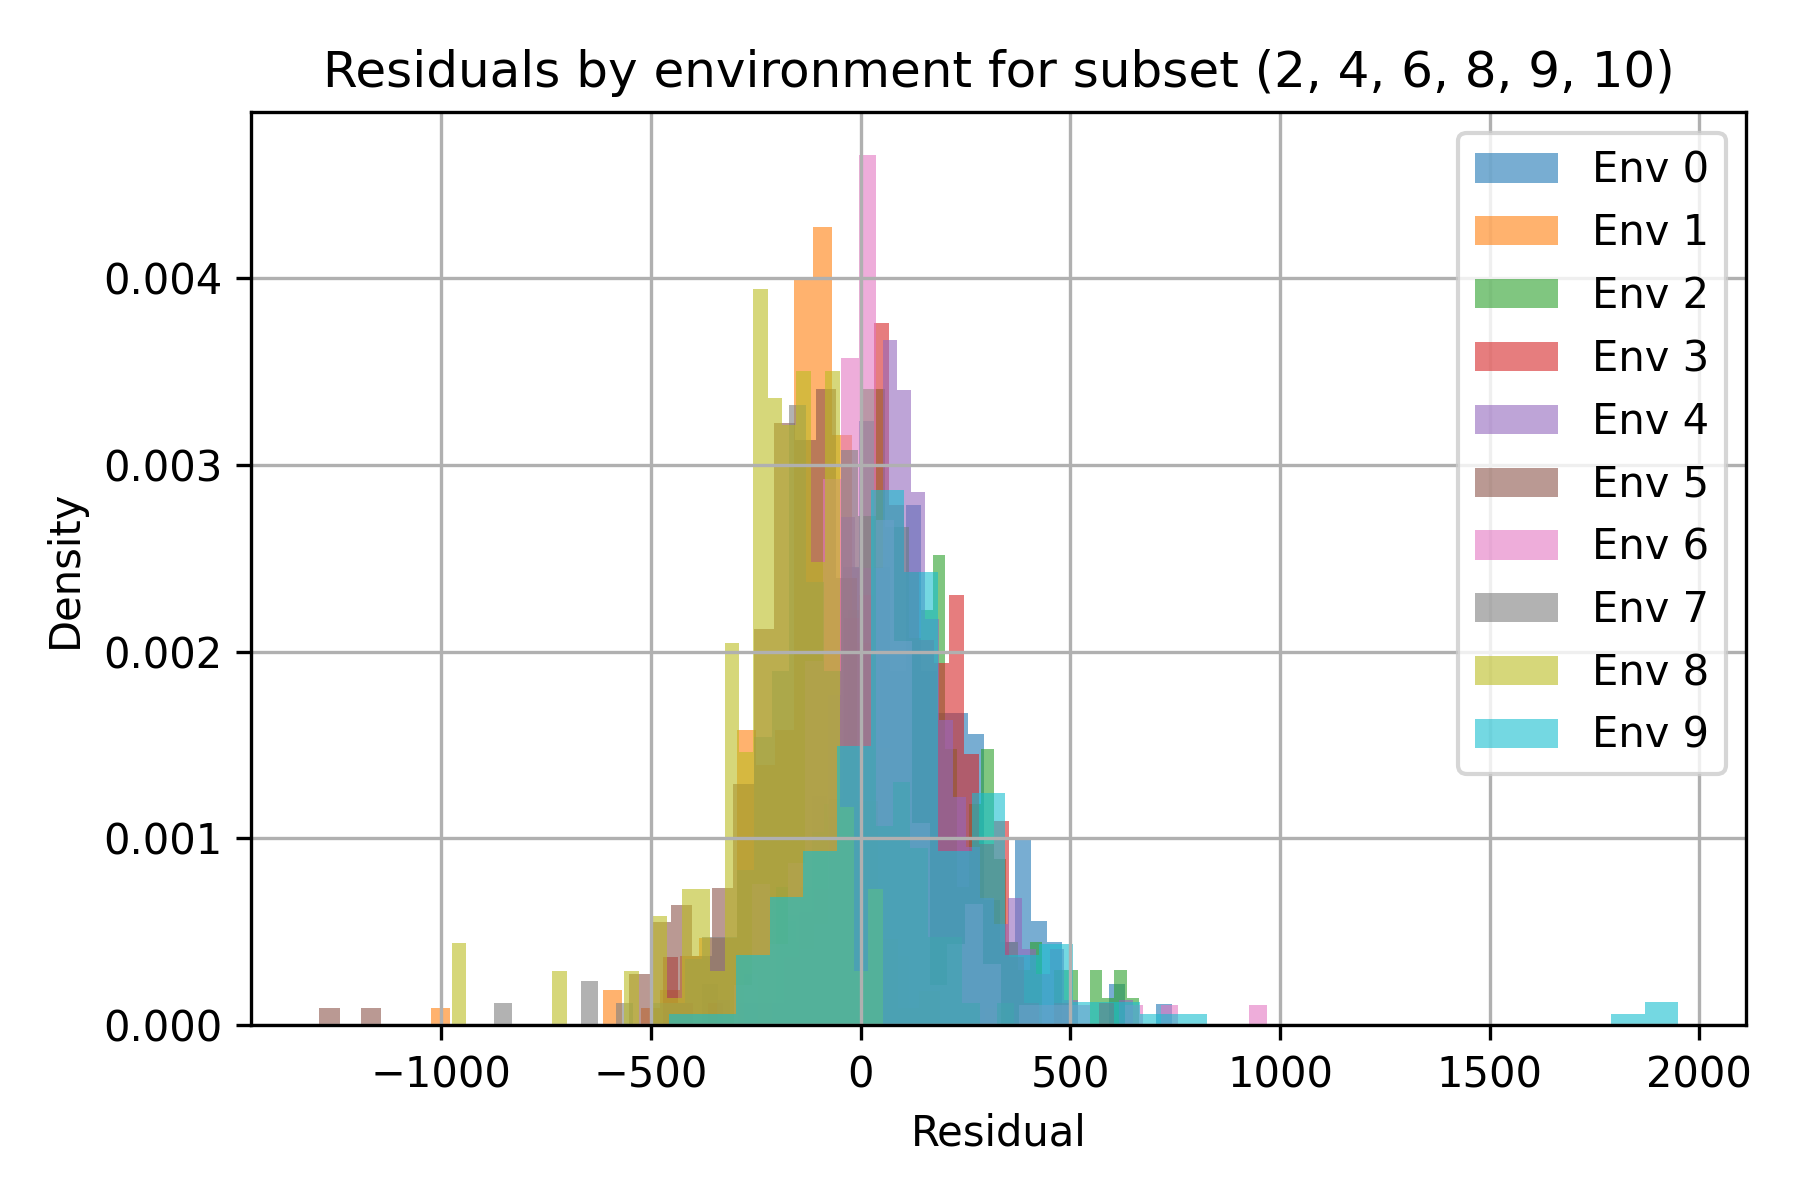 Residuals by environment for subset (2, 4, 6, 8, 9, 10)
Env 0
Env 1
Env 2
Env 3
Env 4
Env 5
Env 6
Env 7
Env 8
Env 9
Density
0.004
0.003
0.002
0.001
0.000
−1000 −500 0 500 1000 1500 2000
Residual